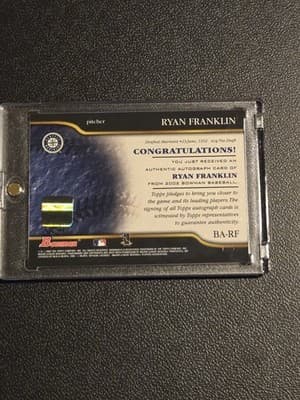 pitcher RYAN FRANKLIN
CONGRATULATIONS!
YOU JUST RECEIVED AN
AUTHENTIC AUTOGRAPH CARD OF
RYAN FRANKLIN
FROM 2002 BOWMAN BASEBALL.
Topps pledges to bring you closer to
the game and its leading players. The
signing of all Topps autograph cards is
witnessed by Topps representatives
to guarantee authenticity.
BA-RF
BOWMAN